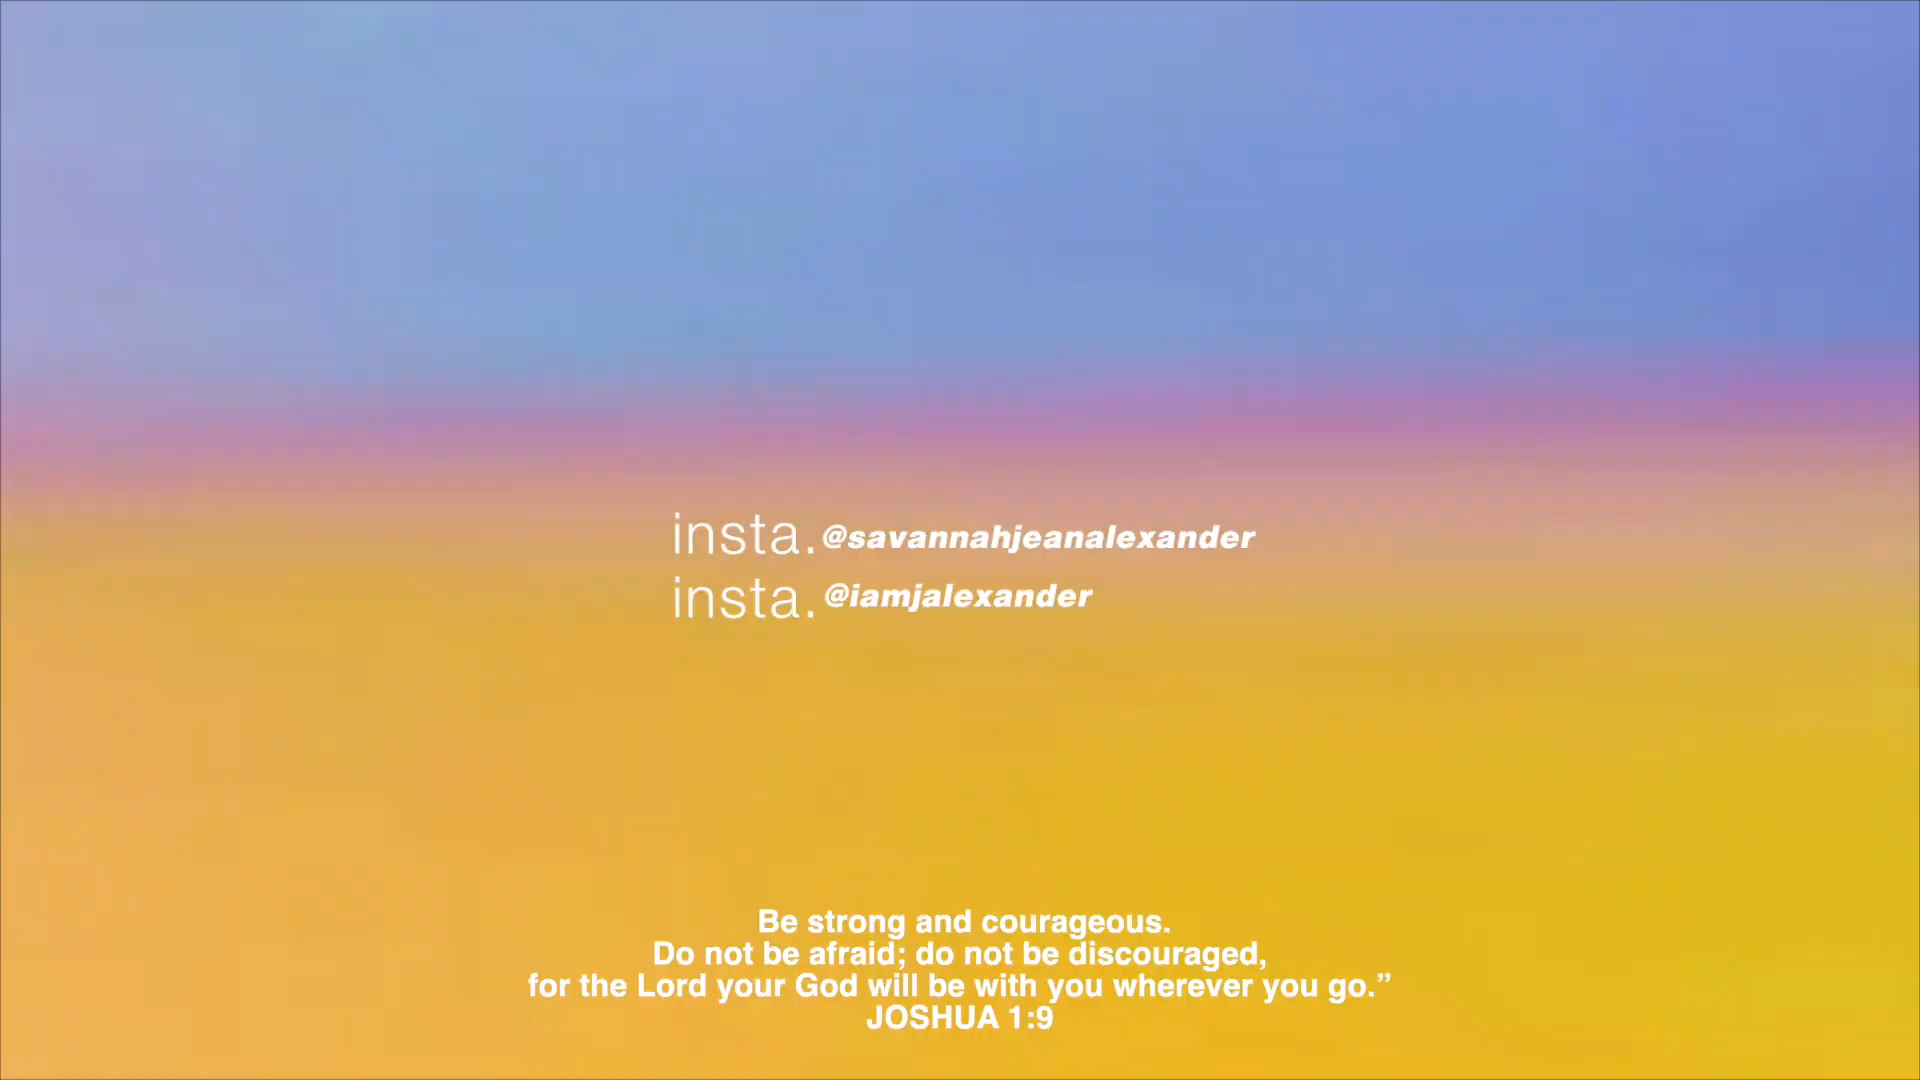 insta. @savannahjeanalexander
insta. @iamjalexander
Be strong and courageous.
Do not be afraid; do not be discouraged,
for the Lord your God will be with you wherever you go.”
JOSHUA 1:9